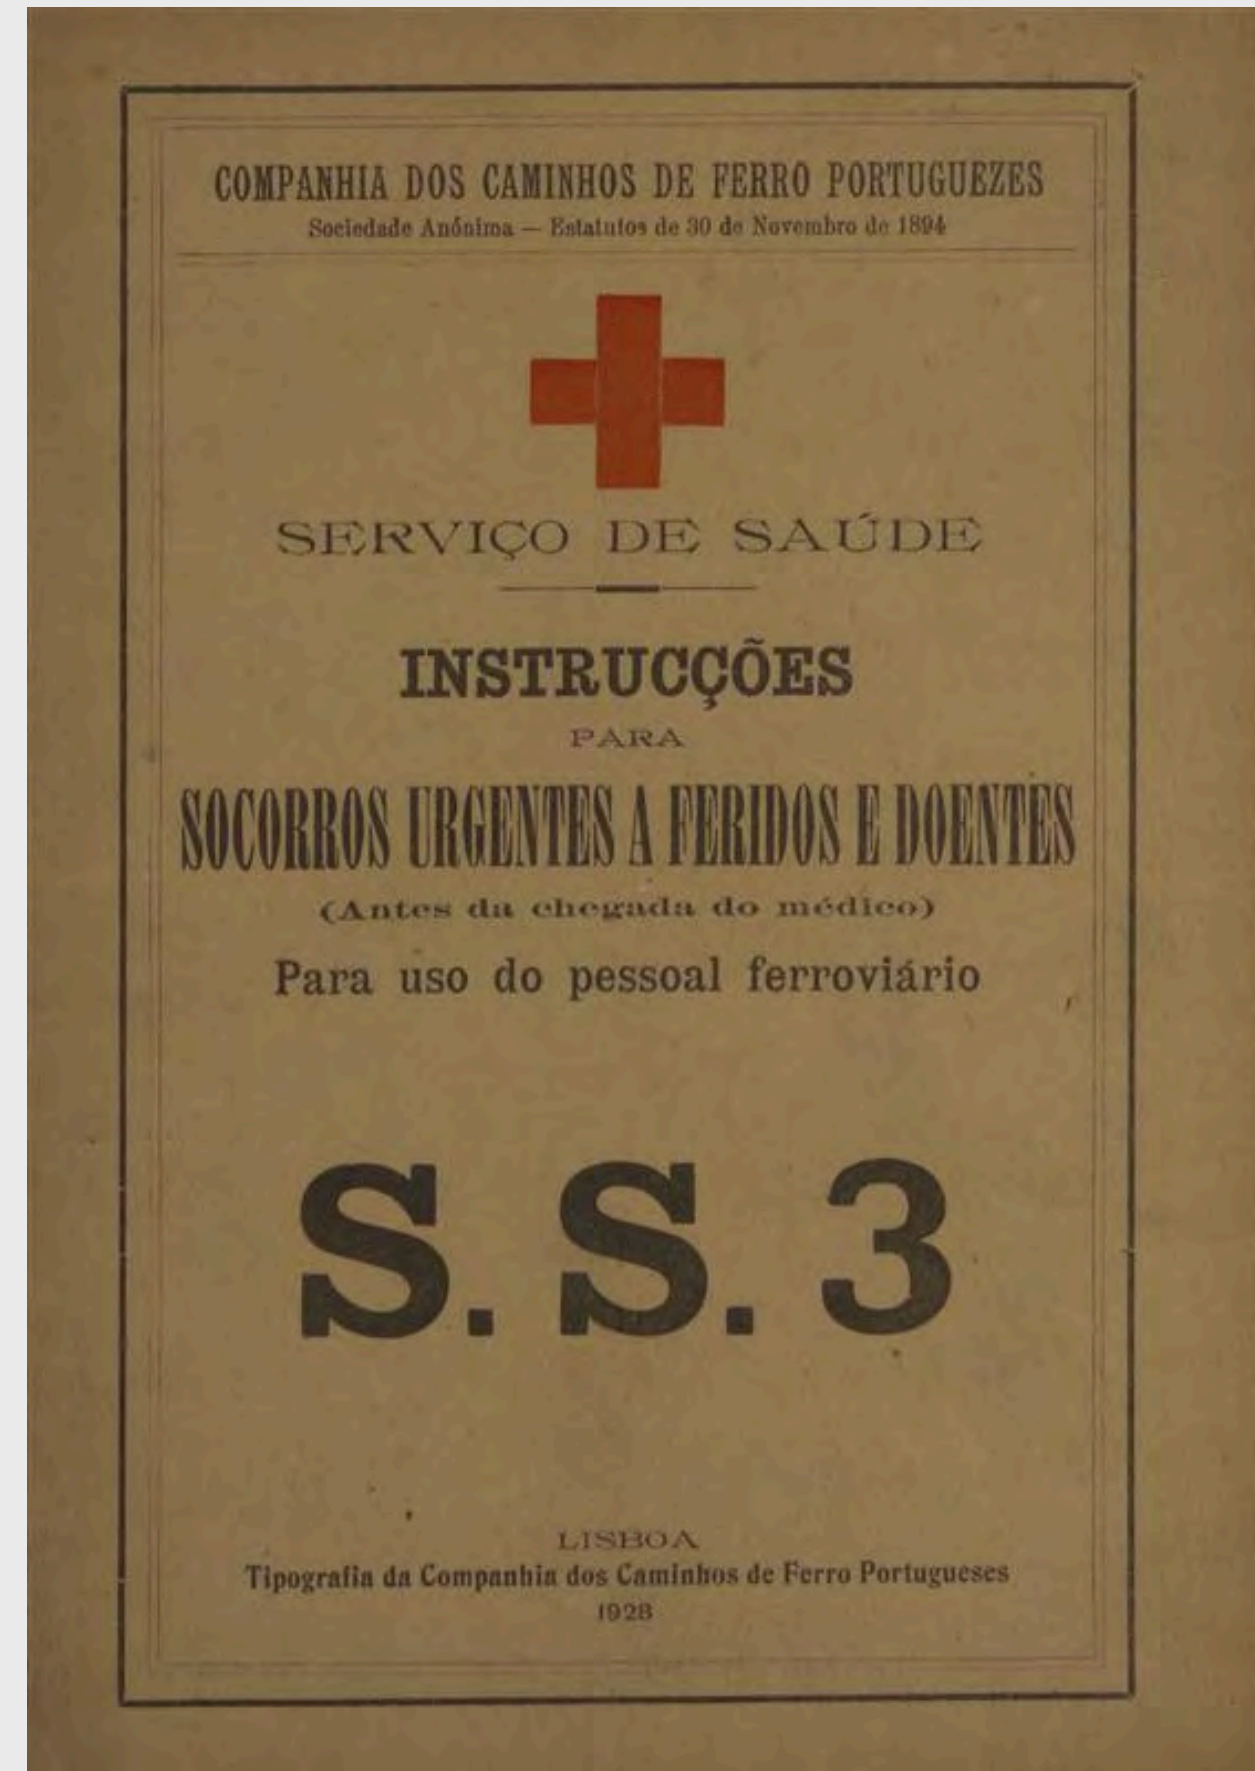 COMPANHIA DOS CAMINHOS DE FERRO PORTUGUEZES
Sociedade Anónima — Estatutos de 30 de Novembro de 1894
SERVIÇO DE SAÚDE
INSTRUCÇÕES
PARA
SOCORROS URGENTES A FERIDOS E DOENTES
(Antes da chegada do médico)
Para uso do pessoal ferroviário
S. S. 3
LISBOA
Tipografia da Companhia dos Caminhos de Ferro Portugueses
1928